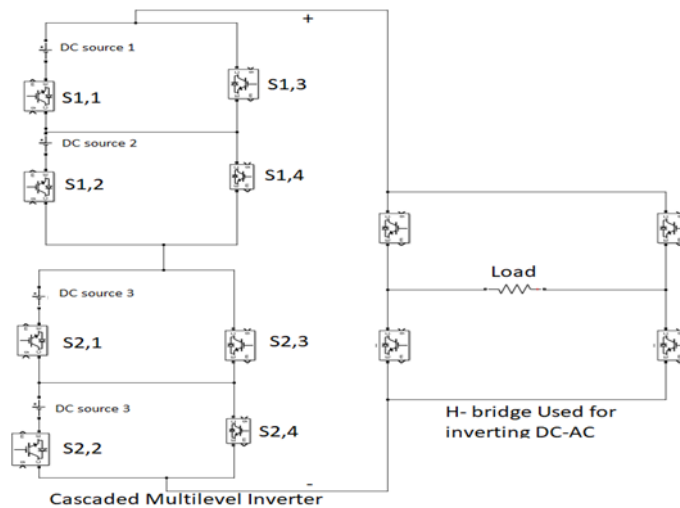 +
DC source 1
S1,1
S1,3
DC source 2
S1,2
S1,4
Load
DC source 3
S2,1
S2,3
DC source 3
S2,2
S2,4
H- bridge Used for
inverting DC-AC
-
Cascaded Multilevel Inverter